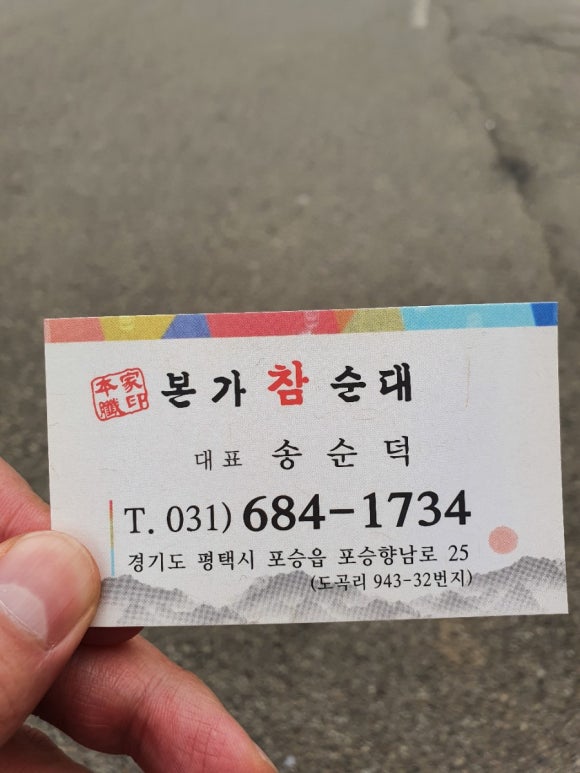 本家
본가 참 순대
대표 송순덕
T. 031) 684-1734
경기도 평택시 포승읍 포승향남로 25
(도곡리 943-32번지)